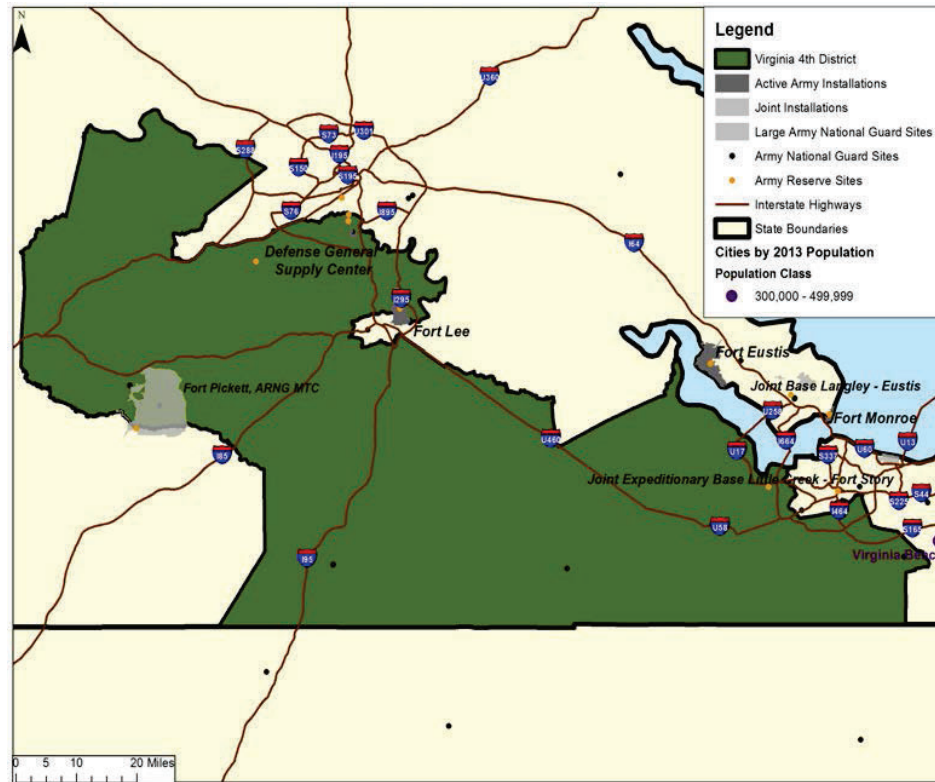 N
Legend
Virginia 4th District
Active Army Installations
Joint Installations
Large Army National Guard Sites
Army National Guard Sites
Army Reserve Sites
Interstate Highways
State Boundaries
Cities by 2013 Population
Population Class
300,000 - 499,999
U360
S73
U301
S288
I195
S150
S195
S76
I895
I64
Defense General
Supply Center
I295
Fort Lee
Fort Eustis
Fort Pickett, ARNG MTC
Joint Base Langley - Eustis
U258
Fort Monroe
U460
I85
U17
I664
S337
U60
U13
Joint Expeditionary Base Little Creek - Fort Story
S44
S225
I464
U58
S165
I95
Virginia Beac
0 5 10 20 Miles